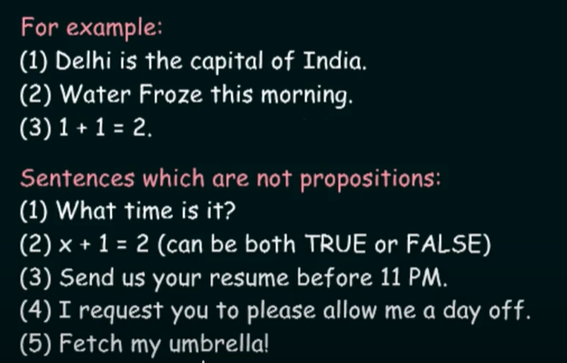 For example:
(1) Delhi is the capital of India.
(2) Water Froze this morning.
(3) 1 + 1 = 2.
Sentences which are not propositions:
(1) What time is it?
(2) x + 1 = 2 (can be both TRUE or FALSE)
(3) Send us your resume before 11 PM.
(4) I request you to please allow me a day off.
(5) Fetch my umbrella!